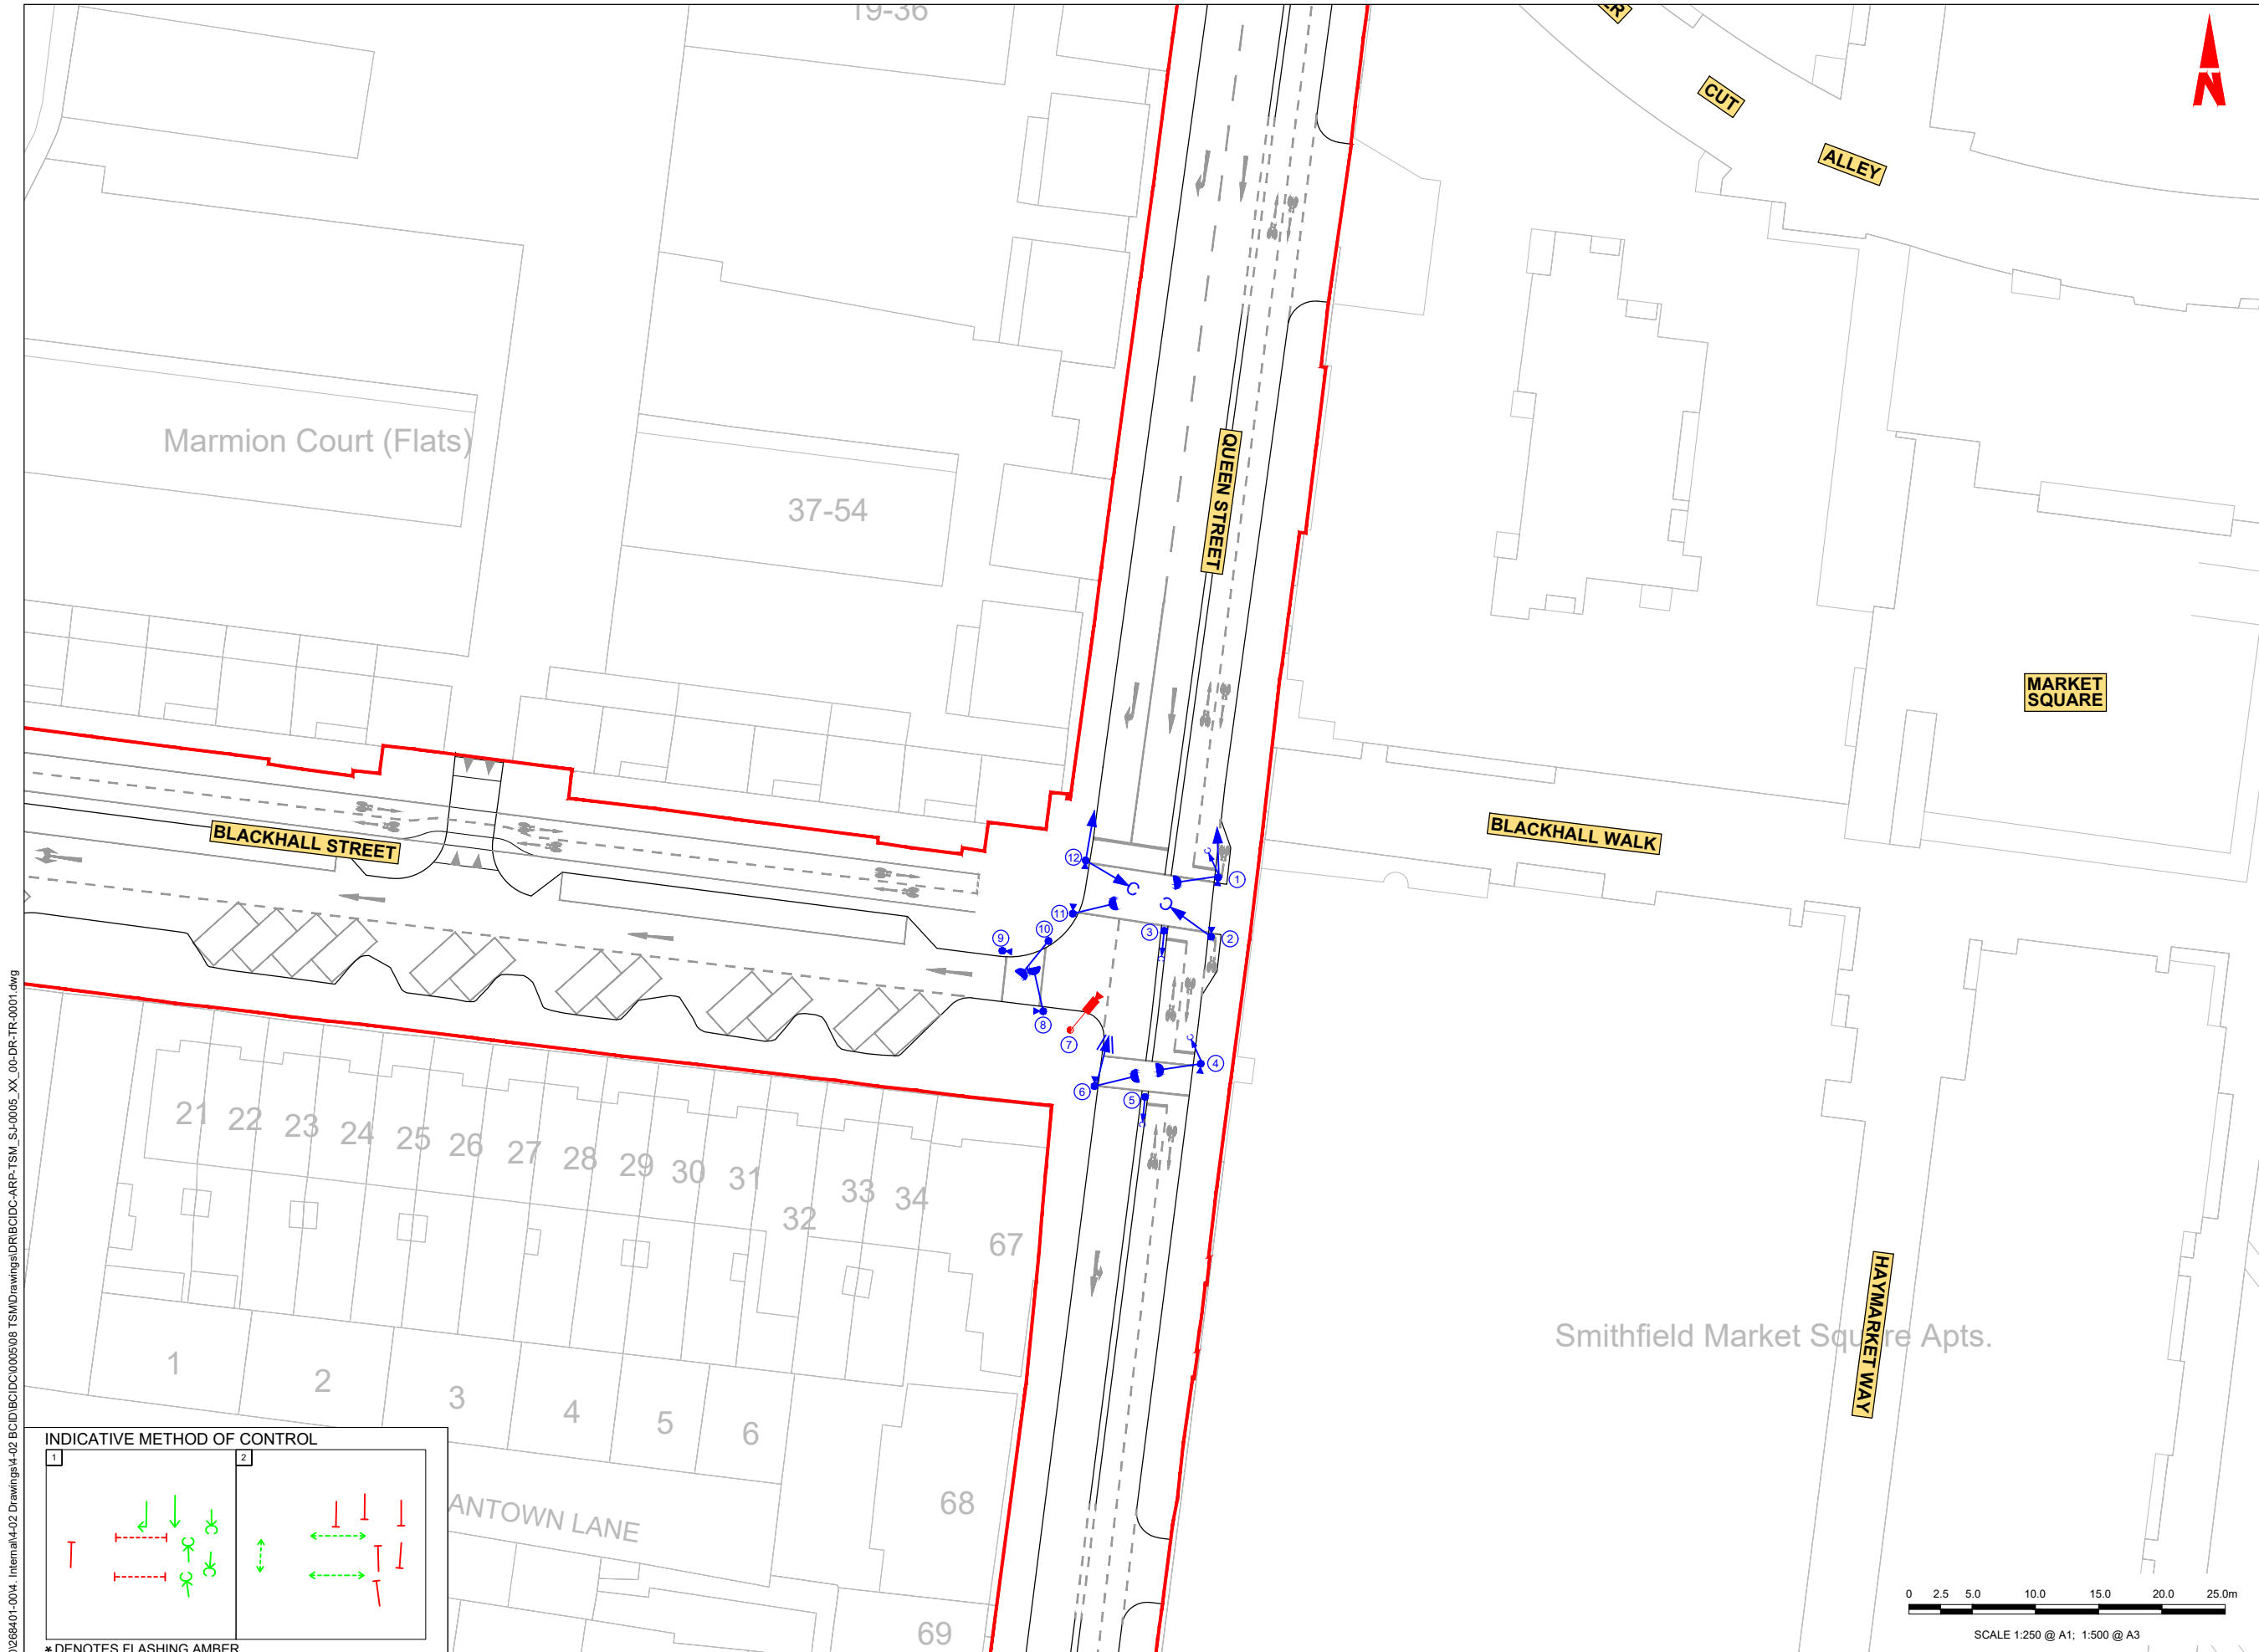 19-36
CUT
ALLEY
N
Marmion Court (Flats)
37-54
QUEEN STREET
MARKET
SQUARE
BLACKHALL STREET
BLACKHALL WALK
12
1
11
10
9
3
2
8
7
4
6
5
21
22
23
24
25
26
27
28
29
30
31
32
33
34
67
1
2
3
4
5
6
68
69
ANTOWN LANE
HAYMARKET WAY
Smithfield Market Square Apts.
INDICATIVE METHOD OF CONTROL
1
2
* DENOTES FLASHING AMBER
0 2.5 5.0 10.0 15.0 20.0 25.0m
SCALE 1:250 @ A1; 1:500 @ A3